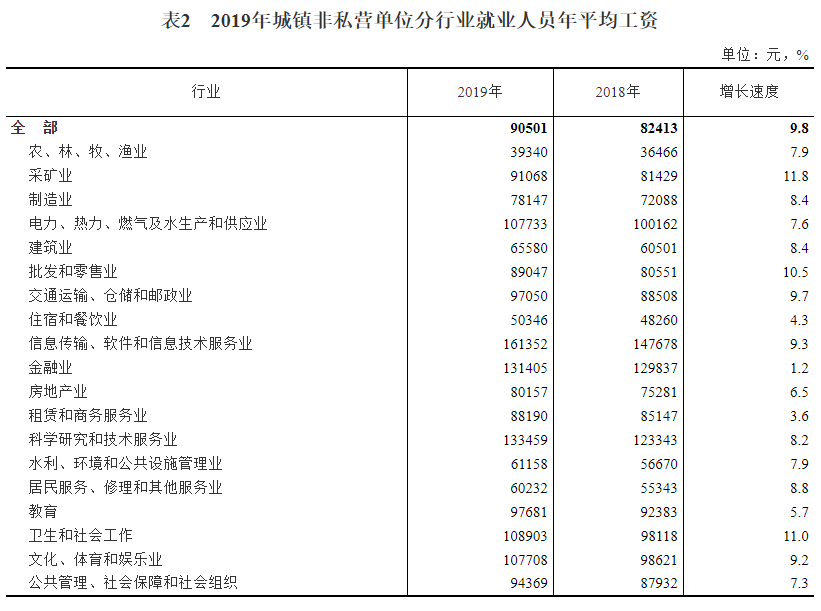 表2 2019年城镇非私营单位分行业就业人员年平均工资
单位：元，%
行业 2019年 2018年 增长速度
全 部 90501 82413 9.8
农、林、牧、渔业 39340 36466 7.9
采矿业 91068 81429 11.8
制造业 78147 72088 8.4
电力、热力、燃气及水生产和供应业 107733 100162 7.6
建筑业 65580 60501 8.4
批发和零售业 89047 80551 10.5
交通运输、仓储和邮政业 97050 88508 9.7
住宿和餐饮业 50346 48260 4.3
信息传输、软件和信息技术服务业 161352 147678 9.3
金融业 131405 129837 1.2
房地产业 80157 75281 6.5
租赁和商务服务业 88190 85147 3.6
科学研究和技术服务业 133459 123343 8.2
水利、环境和公共设施管理业 61158 56670 7.9
居民服务、修理和其他服务业 60232 55343 8.8
教育 97681 92383 5.7
卫生和社会工作 108903 98118 11.0
文化、体育和娱乐业 107708 98621 9.2
公共管理、社会保障和社会组织 94369 87932 7.3